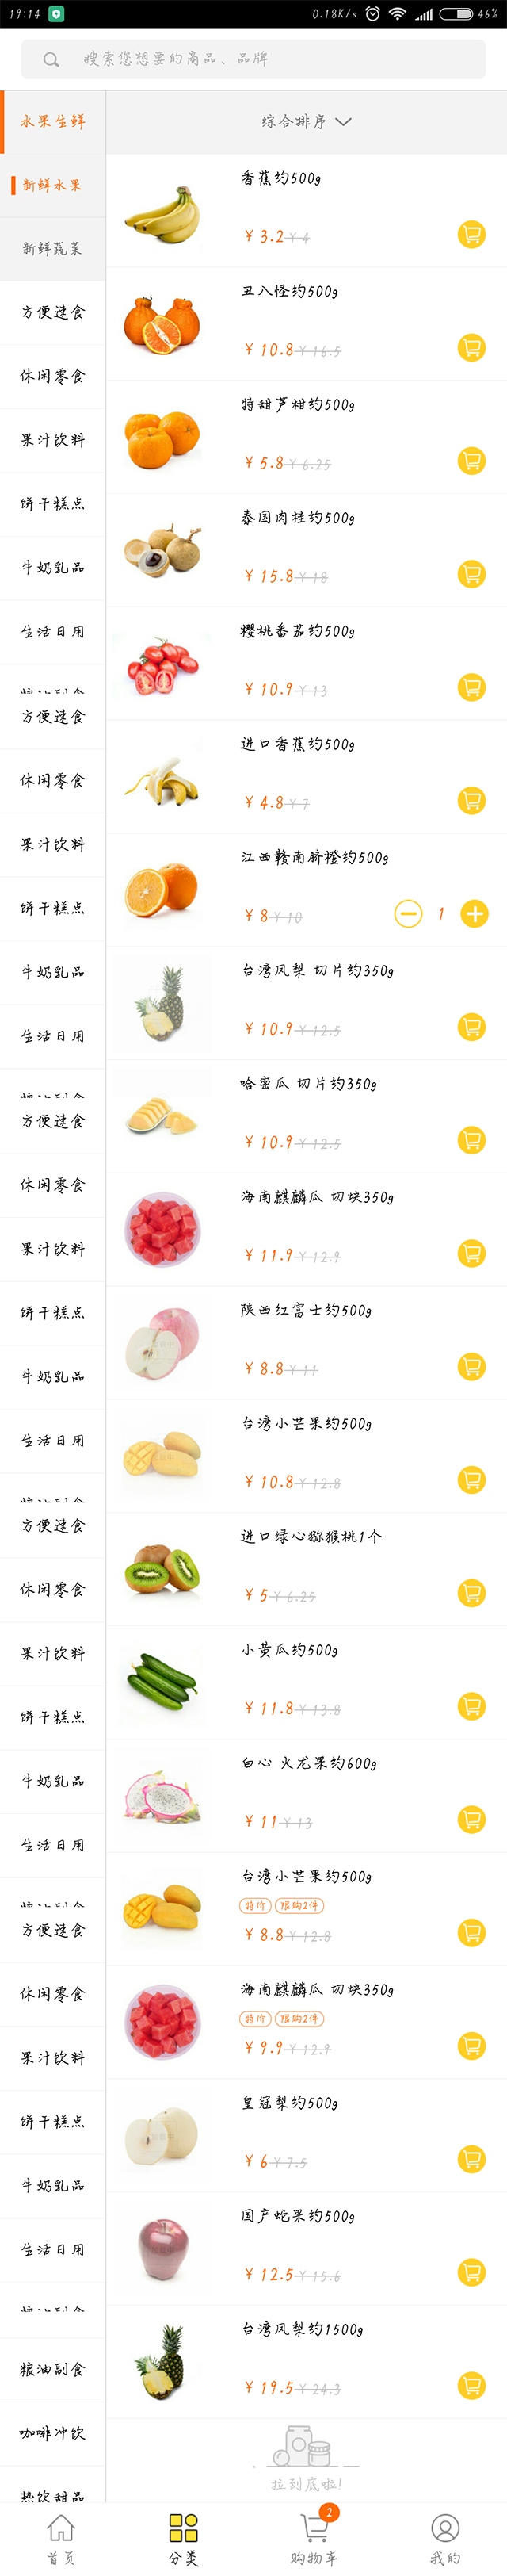 19:14
0.18K/s
46%
搜索您想要的商品、品牌
水果生鲜
综合排序
新鲜水果
新鲜蔬菜
方便速食
休闲零食
果汁饮料
饼干糕点
牛奶乳品
生活日用
粮油副食
方便速食
休闲零食
果汁饮料
饼干糕点
牛奶乳品
生活日用
粮油副食
方便速食
休闲零食
果汁饮料
饼干糕点
牛奶乳品
生活日用
粮油副食
方便速食
休闲零食
果汁饮料
饼干糕点
牛奶乳品
生活日用
粮油副食
方便速食
休闲零食
果汁饮料
饼干糕点
牛奶乳品
生活日用
粮油副食
粮油副食
咖啡冲饮
热饮甜品
香蕉约500g
¥3.2 ¥4
丑八怪约500g
¥10.8 ¥16.5
特甜芦柑约500g
¥5.8 ¥6.25
泰国肉桂约500g
¥15.8 ¥18
樱桃番茄约500g
¥10.9 ¥13
进口香蕉约500g
¥4.8 ¥7
江西赣南脐橙约500g
¥8 ¥10
1
台湾凤梨 切片约350g
¥10.9 ¥12.5
哈密瓜 切片约350g
¥10.9 ¥12.5
海南麒麟瓜 切块350g
¥11.9 ¥12.9
陕西红富士约500g
¥8.8 ¥11
台湾小芒果约500g
¥10.8 ¥12.8
进口绿心猕猴桃1个
¥5 ¥6.25
小黄瓜约500g
¥11.8 ¥13.8
白心 火龙果约600g
¥11 ¥13
台湾小芒果约500g
特价 限购2件
¥8.8 ¥12.8
海南麒麟瓜 切块350g
特价 限购2件
¥9.9 ¥12.9
皇冠梨约500g
¥6 ¥7.5
国产蛇果约500g
¥12.5 ¥15.6
台湾凤梨约1500g
¥19.5 ¥24.3
拉到底啦!
2
首页
分类
购物车
我的